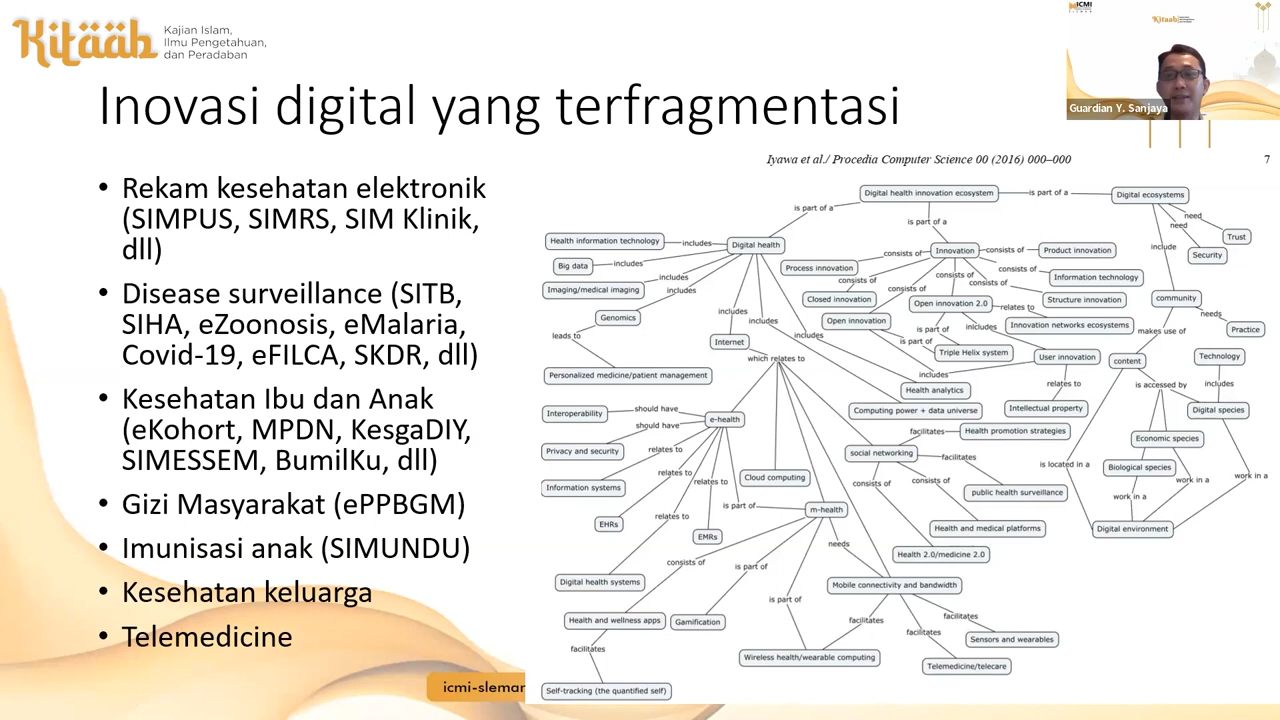 Kitááb
Kajian Islam,
Ilmu Pengetahuan,
dan Peradaban
ICMI
Kitááb
Guardian Y. Sanjaya
Inovasi digital yang terfragmentasi
• Rekam kesehatan elektronik
(SIMPUS, SIMRS, SIM Klinik,
dll)
• Disease surveillance (SITB,
SIHA, eZoonosis, eMalaria,
Covid-19, eFILCA, SKDR, dll)
• Kesehatan Ibu dan Anak
(eKohort, MPDN, KesgaDIY,
SIMESSEM, BumilKu, dll)
• Gizi Masyarakat (ePPBGM)
• Imunisasi anak (SIMUNDU)
• Kesehatan keluarga
• Telemedicine
icmi-sleman
Iyawa et al./ Procedia Computer Science 00 (2016) 000–000
7
Digital health innovation ecosystem
is part of a
Digital ecosystems
is part of a
is part of a
need
need
Trust
Security
include
Health information technology
includes
Digital health
Big data
includes
Imaging/medical imaging
includes
includes
Genomics
leads to
Personalized medicine/patient management
includes
includes
includes
Internet
which relates to
Innovation
consists of
Product innovation
consists of
Process innovation
consists of
Closed innovation
consists of
Open innovation
consists of
Open innovation 2.0
consists of
Information technology
consists of
Structure innovation
relates to
Innovation networks ecosystems
is part of
is part of
includes
Triple Helix system
User innovation
includes
relates to
Intellectual property
Health analytics
Computing power + data universe
community
needs
Practice
makes use of
content
Technology
includes
is accessed by
Digital species
Economic species
Biological species
is located in a
work in a
work in a
work in a
Digital environment
Interoperability
should have
e-health
should have
Privacy and security
relates to
Information systems
relates to
EHRs
relates to
EMRs
relates to
Digital health systems
is part of
Cloud computing
m-health
social networking
facilitates
Health promotion strategies
facilitates
public health surveillance
consists of
consists of
Health and medical platforms
Health 2.0/medicine 2.0
needs
consists of
is part of
is part of
Health and wellness apps
Gamification
facilitates
Self-tracking (the quantified self)
Mobile connectivity and bandwidth
facilitates
facilitates
facilitates
Wireless health/wearable computing
Sensors and wearables
Telemedicine/telecare